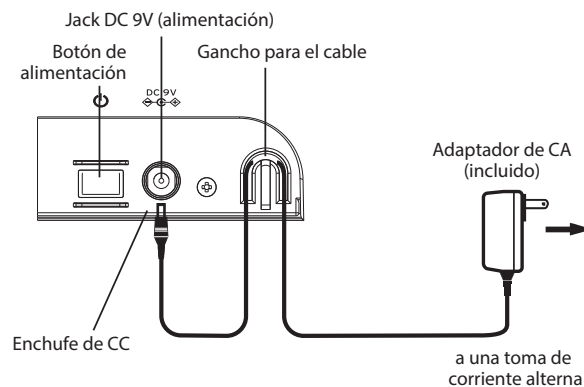 Jack DC 9V (alimentación)
Botón de
alimentación
Gancho para el cable
DC 9V
Adaptador de CA
(incluido)
Enchufe de CC
a una toma de
corriente alterna